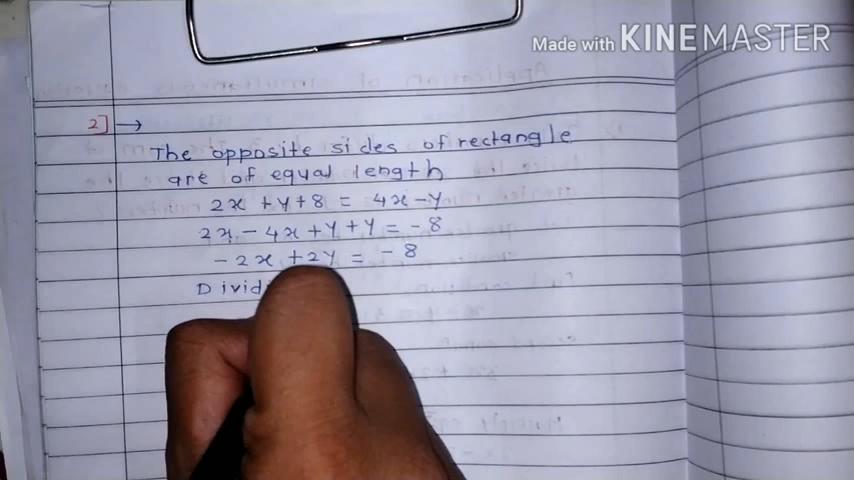 Made with KINEMASTER
2] →
The opposite sides of rectangle
are of equal length
2x + y + 8 = 4x - y
2x - 4x + y + y = - 8
- 2x + 2y = - 8
Divid